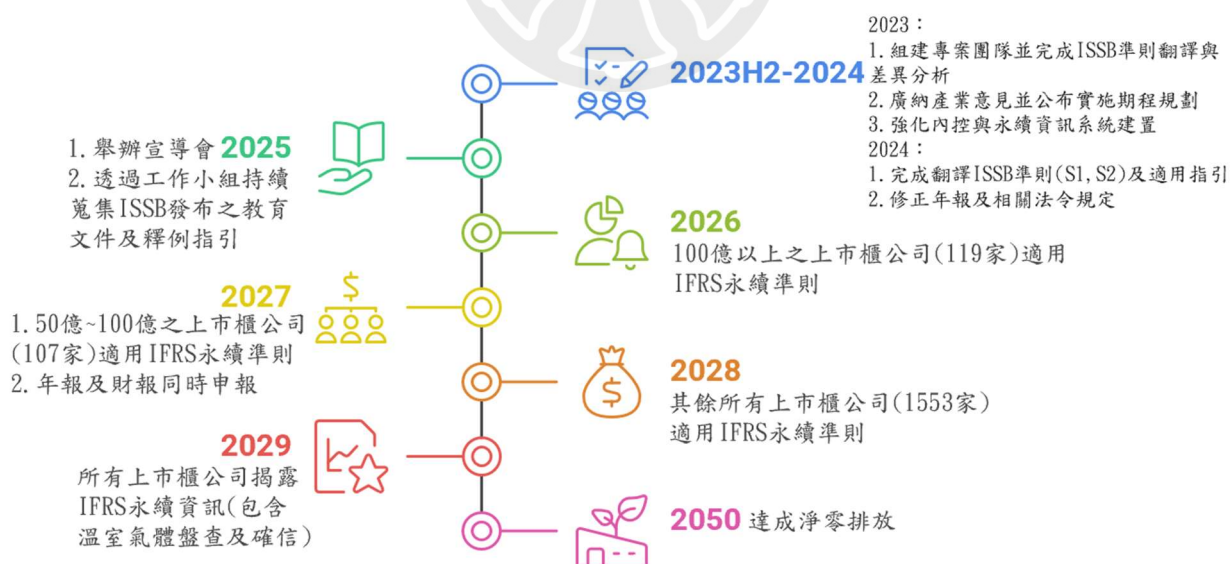 2023H2-2024
2023：
1. 組建專案團隊並完成ISSB準則翻譯與
差異分析
2. 廣納產業意見並公布實施期程規劃
3. 強化內控與永續資訊系統建置
2024：
1. 完成翻譯ISSB準則(S1, S2)及適用指引
2. 修正年報及相關法令規定
2025
1. 舉辦宣導會
2. 透過工作小組持續
蒐集ISSB發布之教育
文件及釋例指引
2026
100億以上之上市櫃公司(119家)適用
IFRS永續準則
2027
1.50億~100億之上市櫃公司
(107家)適用IFRS永續準則
2. 年報及財報同時申報
2028
其餘所有上市櫃公司(1553家)
適用IFRS永續準則
2029
所有上市櫃公司揭露
IFRS永續資訊(包含
溫室氣體盤查及確信)
2050 達成淨零排放